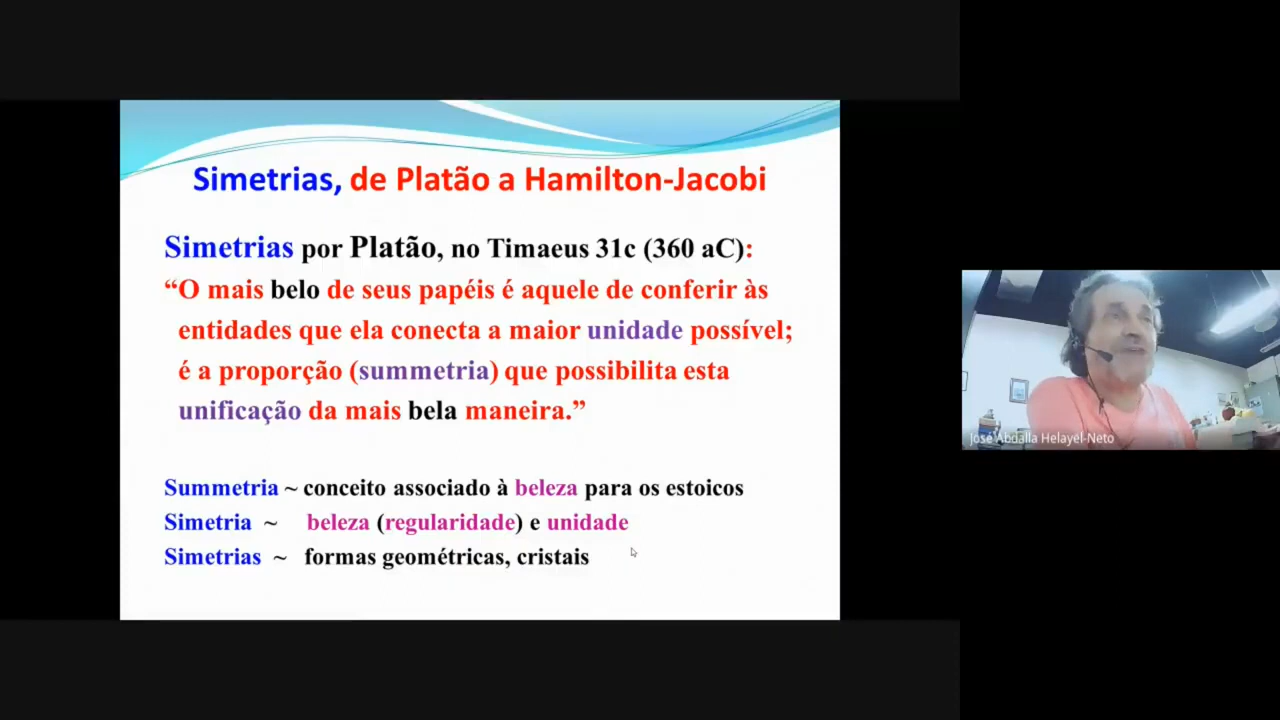 Simetrias, de Platão a Hamilton-Jacobi
Simetrias por Platão, no Timaeus 31c (360 aC):
“O mais belo de seus papéis é aquele de conferir às
entidades que ela conecta a maior unidade possível;
é a proporção (summetria) que possibilita esta
unificação da mais bela maneira.”
Summetria ~ conceito associado à beleza para os estoicos
Simetria ~ beleza (regularidade) e unidade
Simetrias ~ formas geométricas, cristais
José Abdalla Helayël-Neto